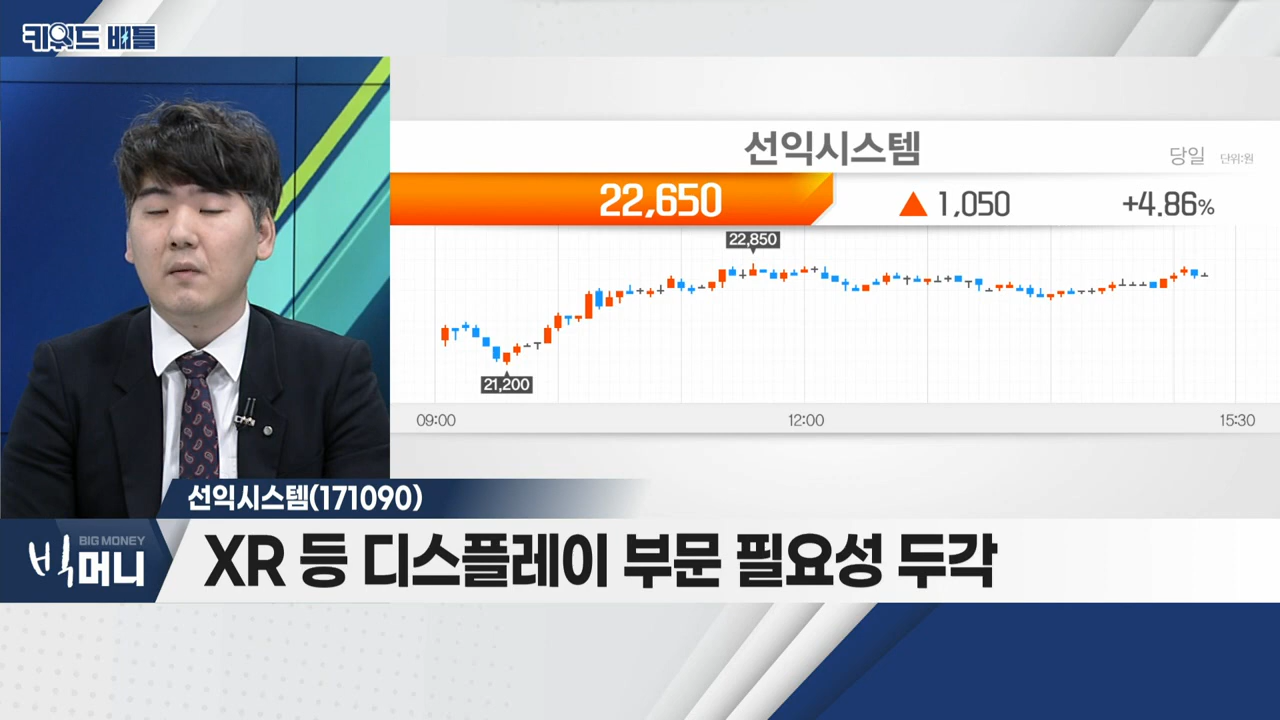 키워드 배틀
선익시스템
당일 단위:원
22,650 ▲ 1,050 +4.86%
22,850
21,200
09:00 12:00 15:30
선익시스템(171090)
BIG MONEY
빅머니
XR 등 디스플레이 부문 필요성 두각